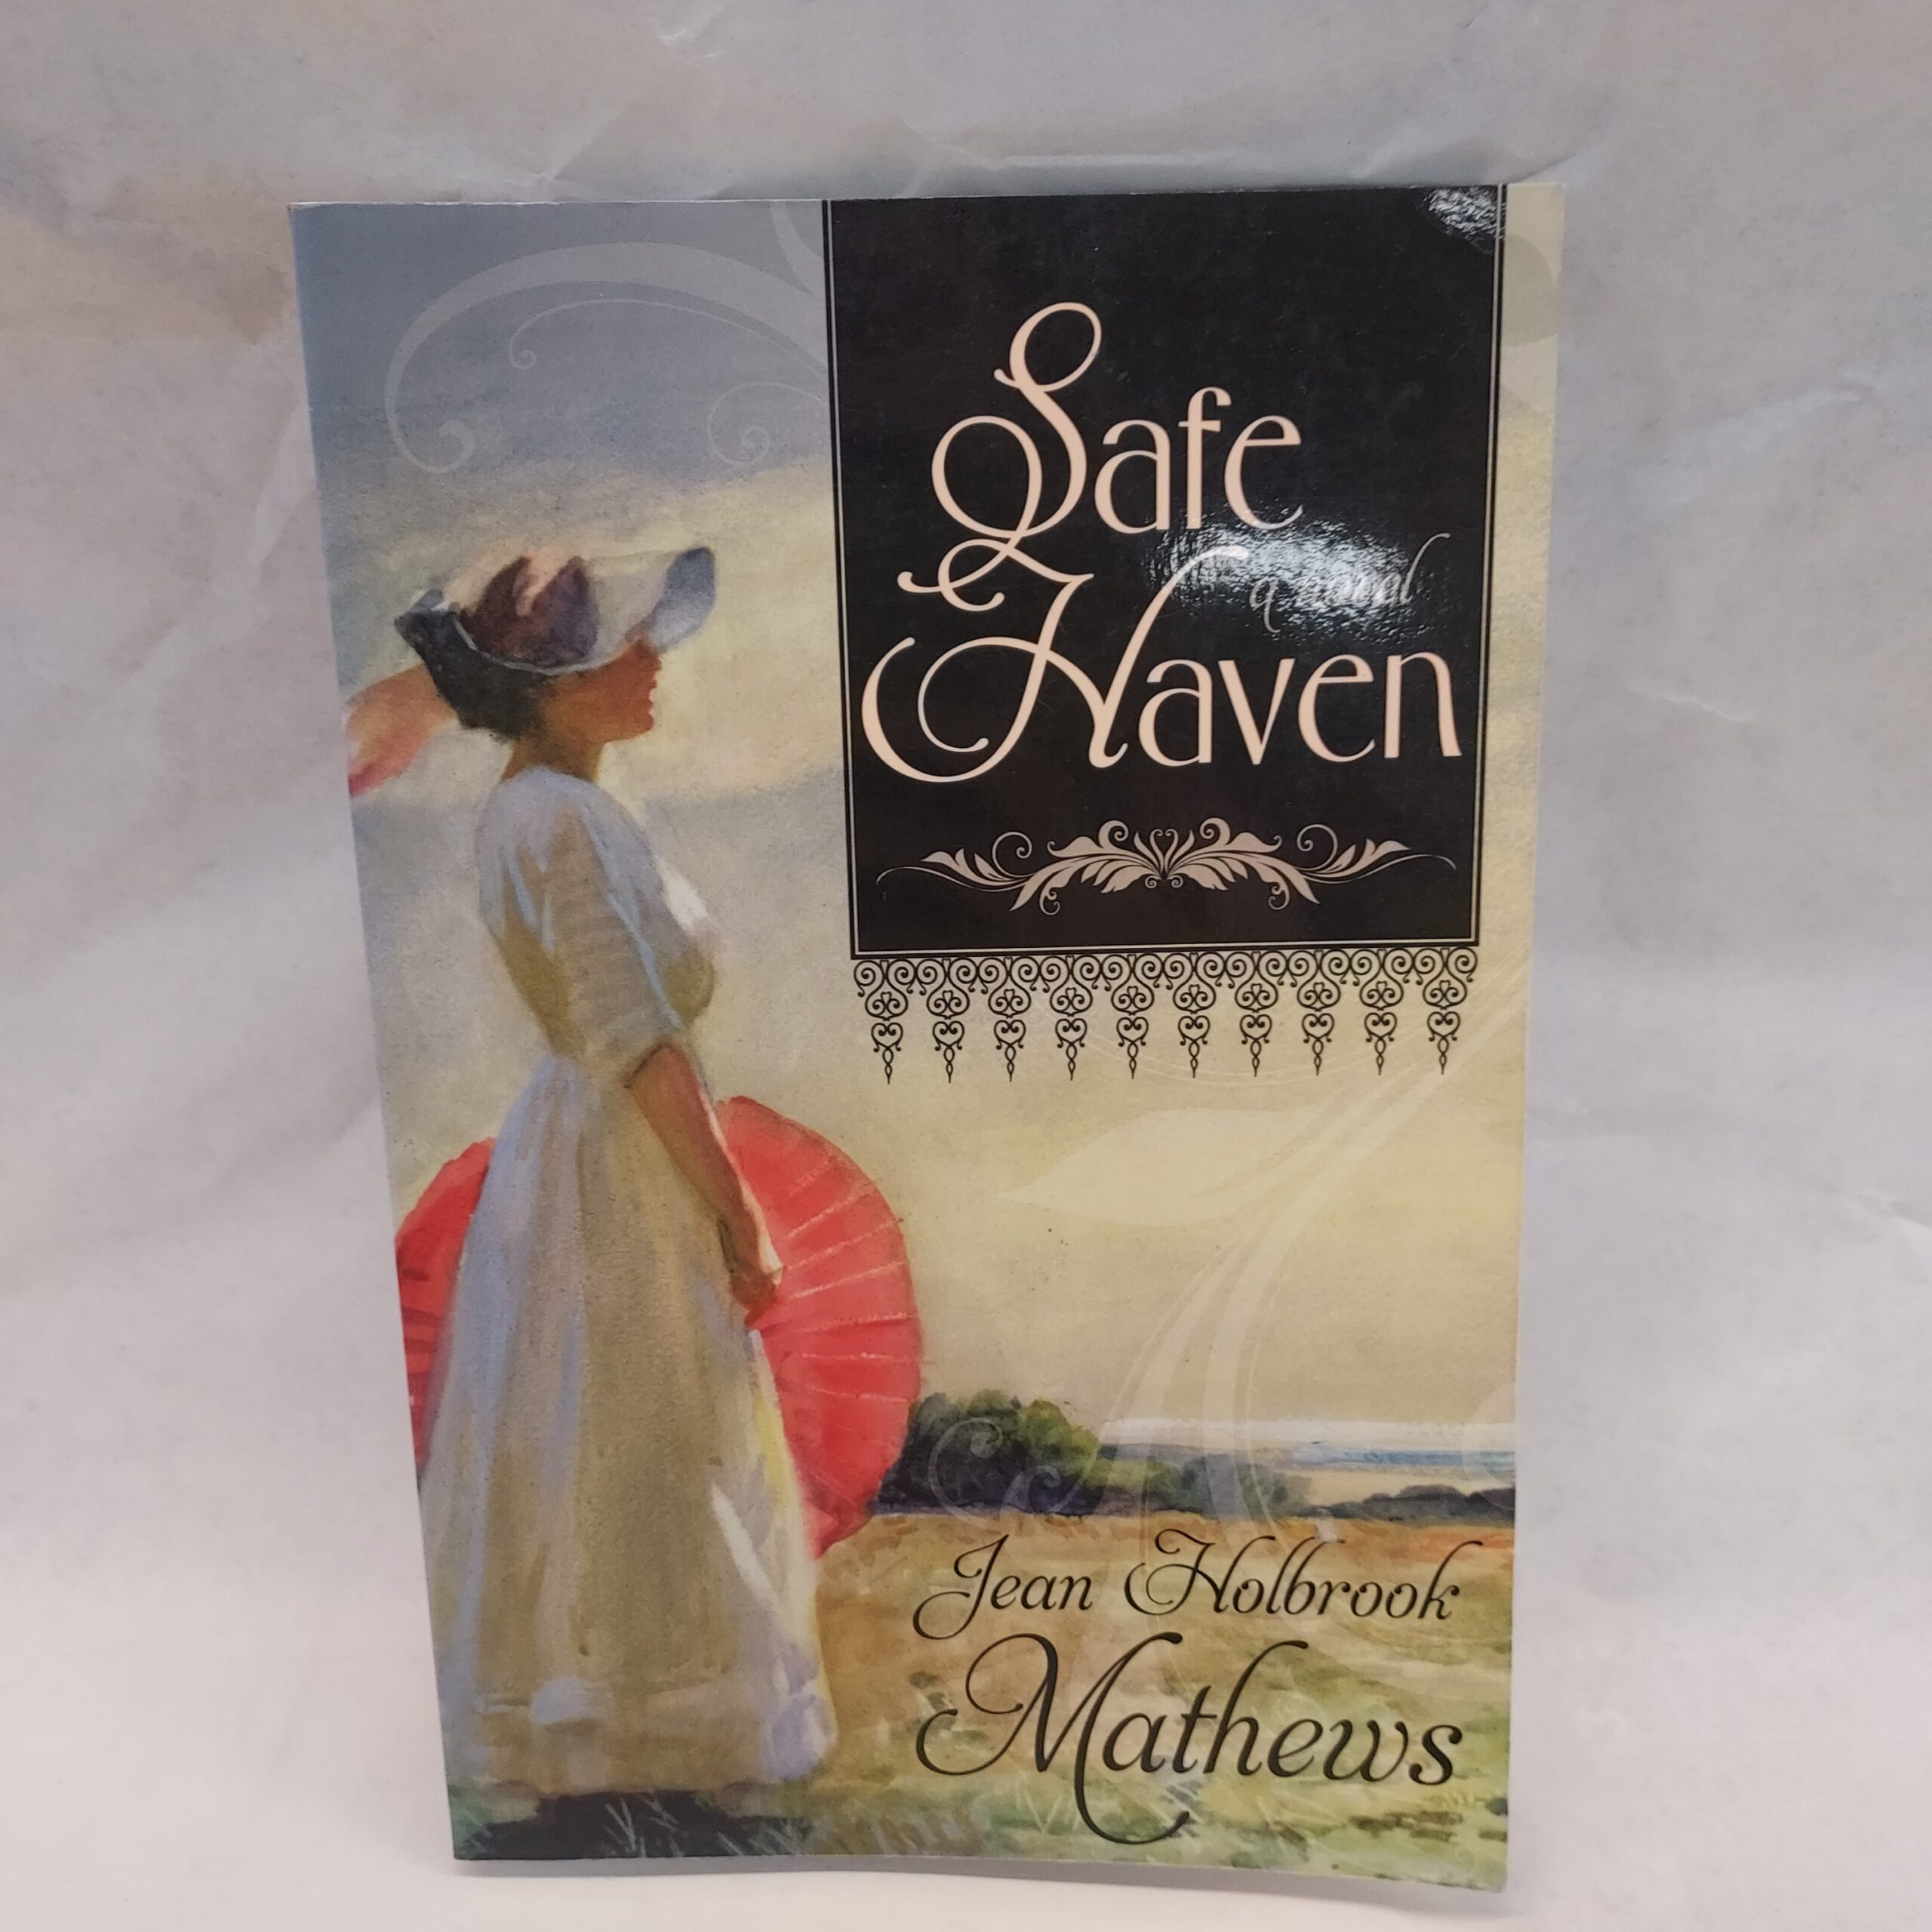 Safe
a novel
Haven
Jean Holbrook
Mathews